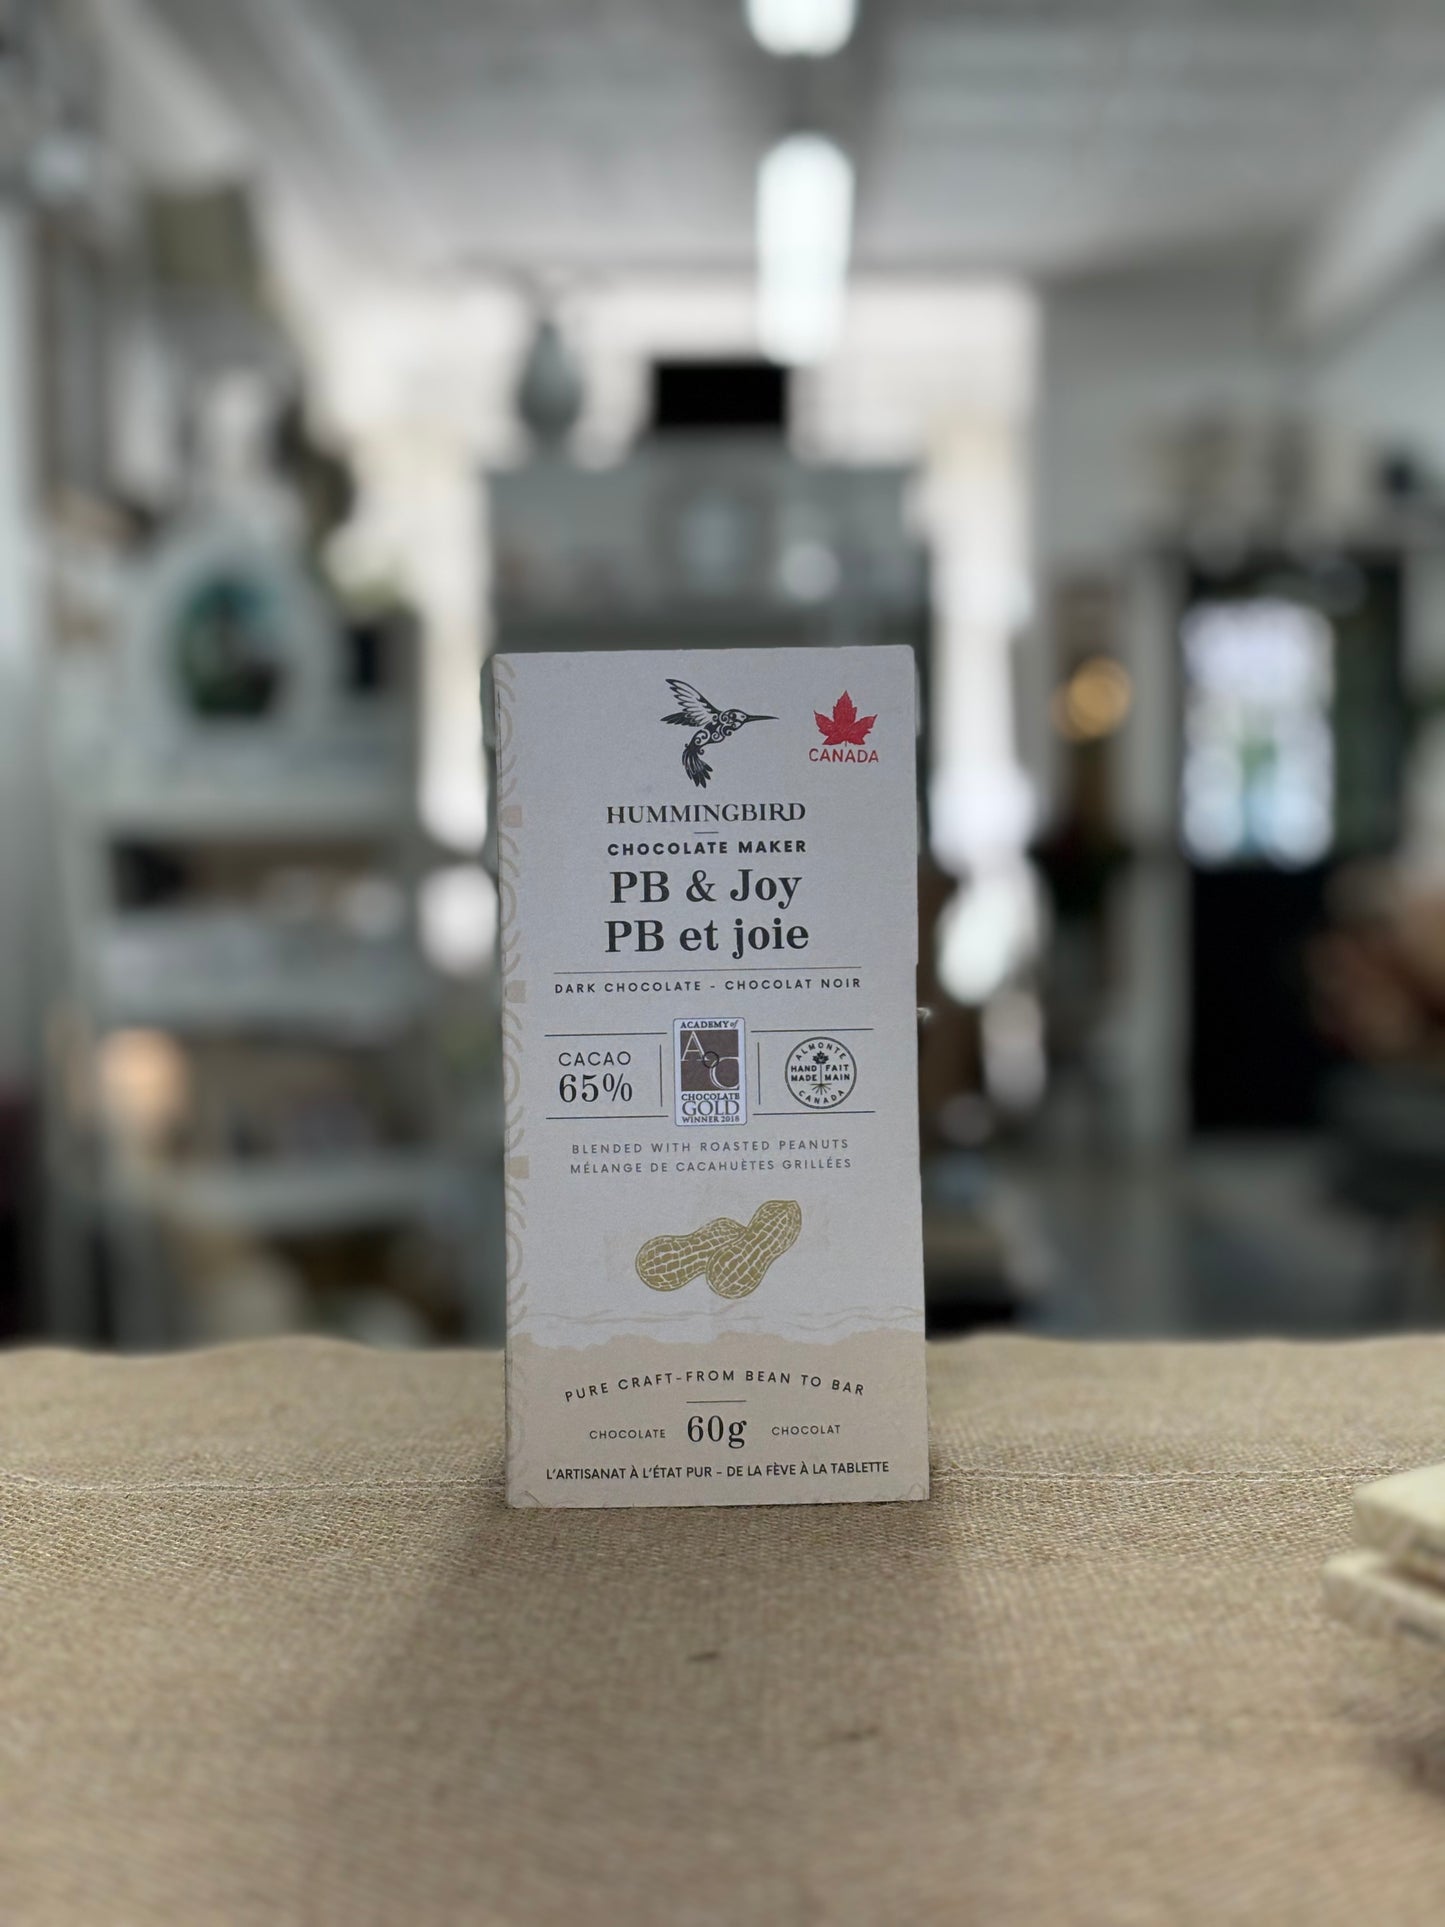 CANADA
HUMMINGBIRD
CHOCOLATE MAKER
PB & Joy
PB et joie
DARK CHOCOLATE - CHOCOLAT NOIR
CACAO
65%
ACADEMY of
A O C
CHOCOLATE
GOLD
WINNER 2018
ALMONTE
HAND FAIT
MADE MAIN
CANADA
BLENDED WITH ROASTED PEANUTS
MÉLANGE DE CACAHUÈTES GRILLÉES
PURE CRAFT-FROM BEAN TO BAR
CHOCOLATE 60g CHOCOLAT
L'ARTISANAT À L'ÉTAT PUR - DE LA FÈVE À LA TABLETTE